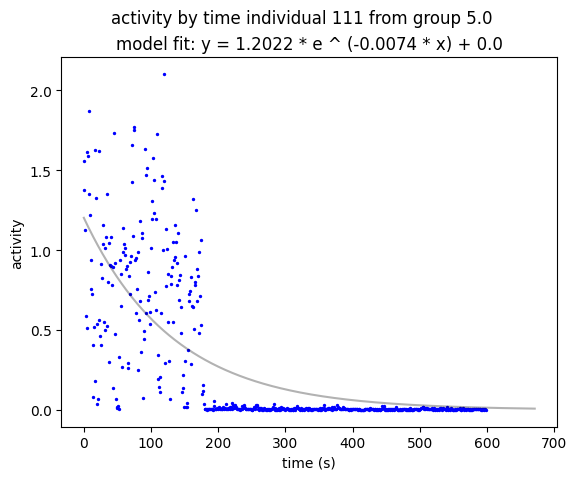 activity by time individual 111 from group 5.0
model fit: y = 1.2022 * e ^ (-0.0074 * x) + 0.0
2.0
1.5
1.0
0.5
0.0
activity
0 100 200 300 400 500 600 700
time (s)